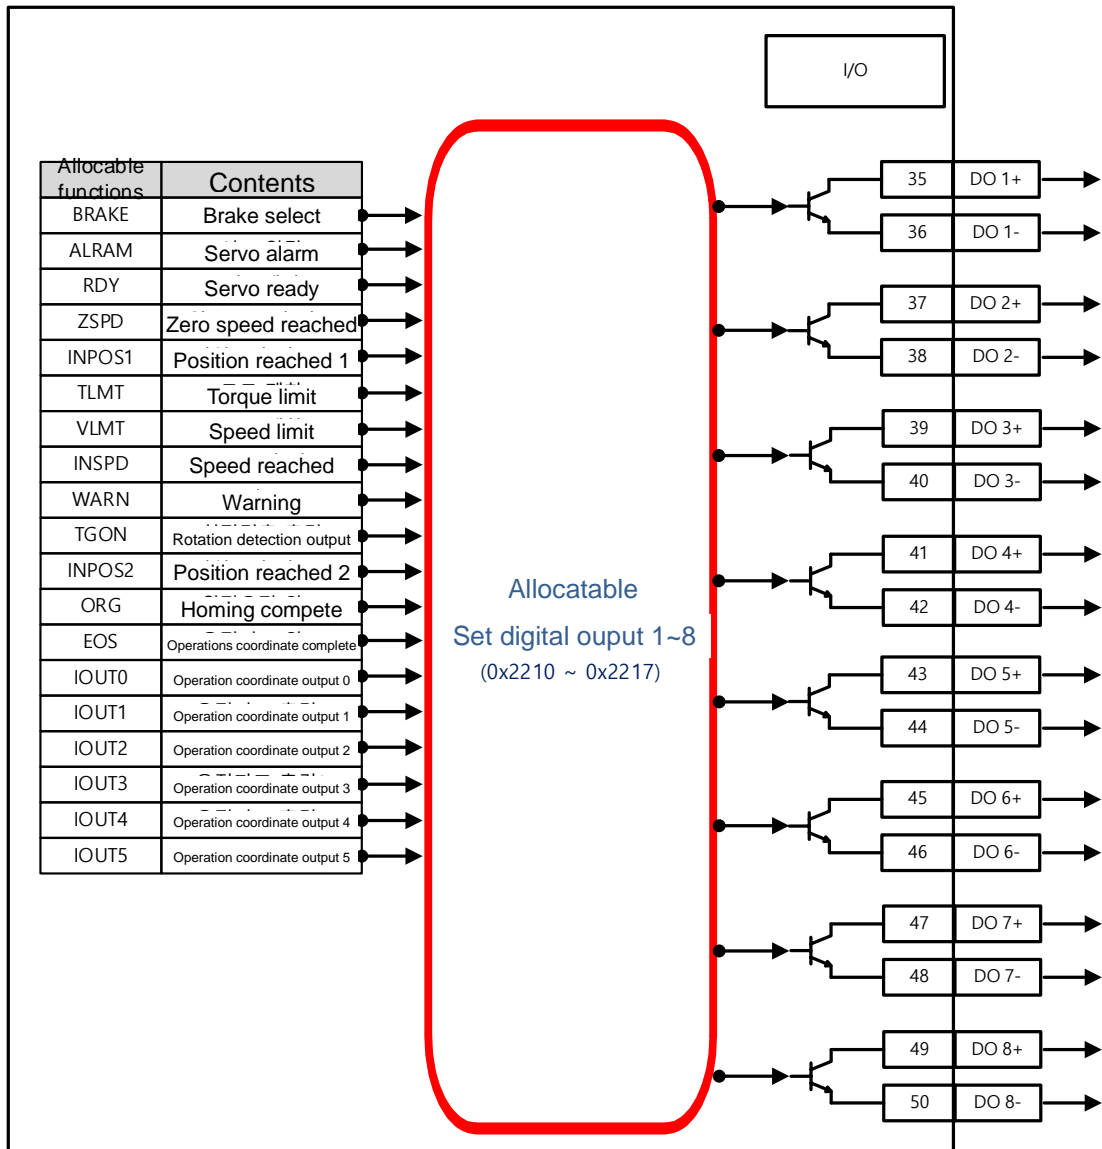 I/O
Allocable
functions
Contents
BRAKE
Brake select
ALRAM
Servo alarm
RDY
Servo ready
ZSPD
Zero speed reached
INPOS1
Position reached 1
TLMT
Torque limit
VLMT
Speed limit
INSPD
Speed reached
WARN
Warning
TGON
Rotation detection output
INPOS2
Position reached 2
ORG
Homing compete
EOS
Operations coordinate complete
IOUT0
Operation coordinate output 0
IOUT1
Operation coordinate output 1
IOUT2
Operation coordinate output 2
IOUT3
Operation coordinate output 3
IOUT4
Operation coordinate output 4
IOUT5
Operation coordinate output 5
Allocatable
Set digital ouput 1~8
(0x2210 ~ 0x2217)
35 DO 1+
36 DO 1-
37 DO 2+
38 DO 2-
39 DO 3+
40 DO 3-
41 DO 4+
42 DO 4-
43 DO 5+
44 DO 5-
45 DO 6+
46 DO 6-
47 DO 7+
48 DO 7-
49 DO 8+
50 DO 8-